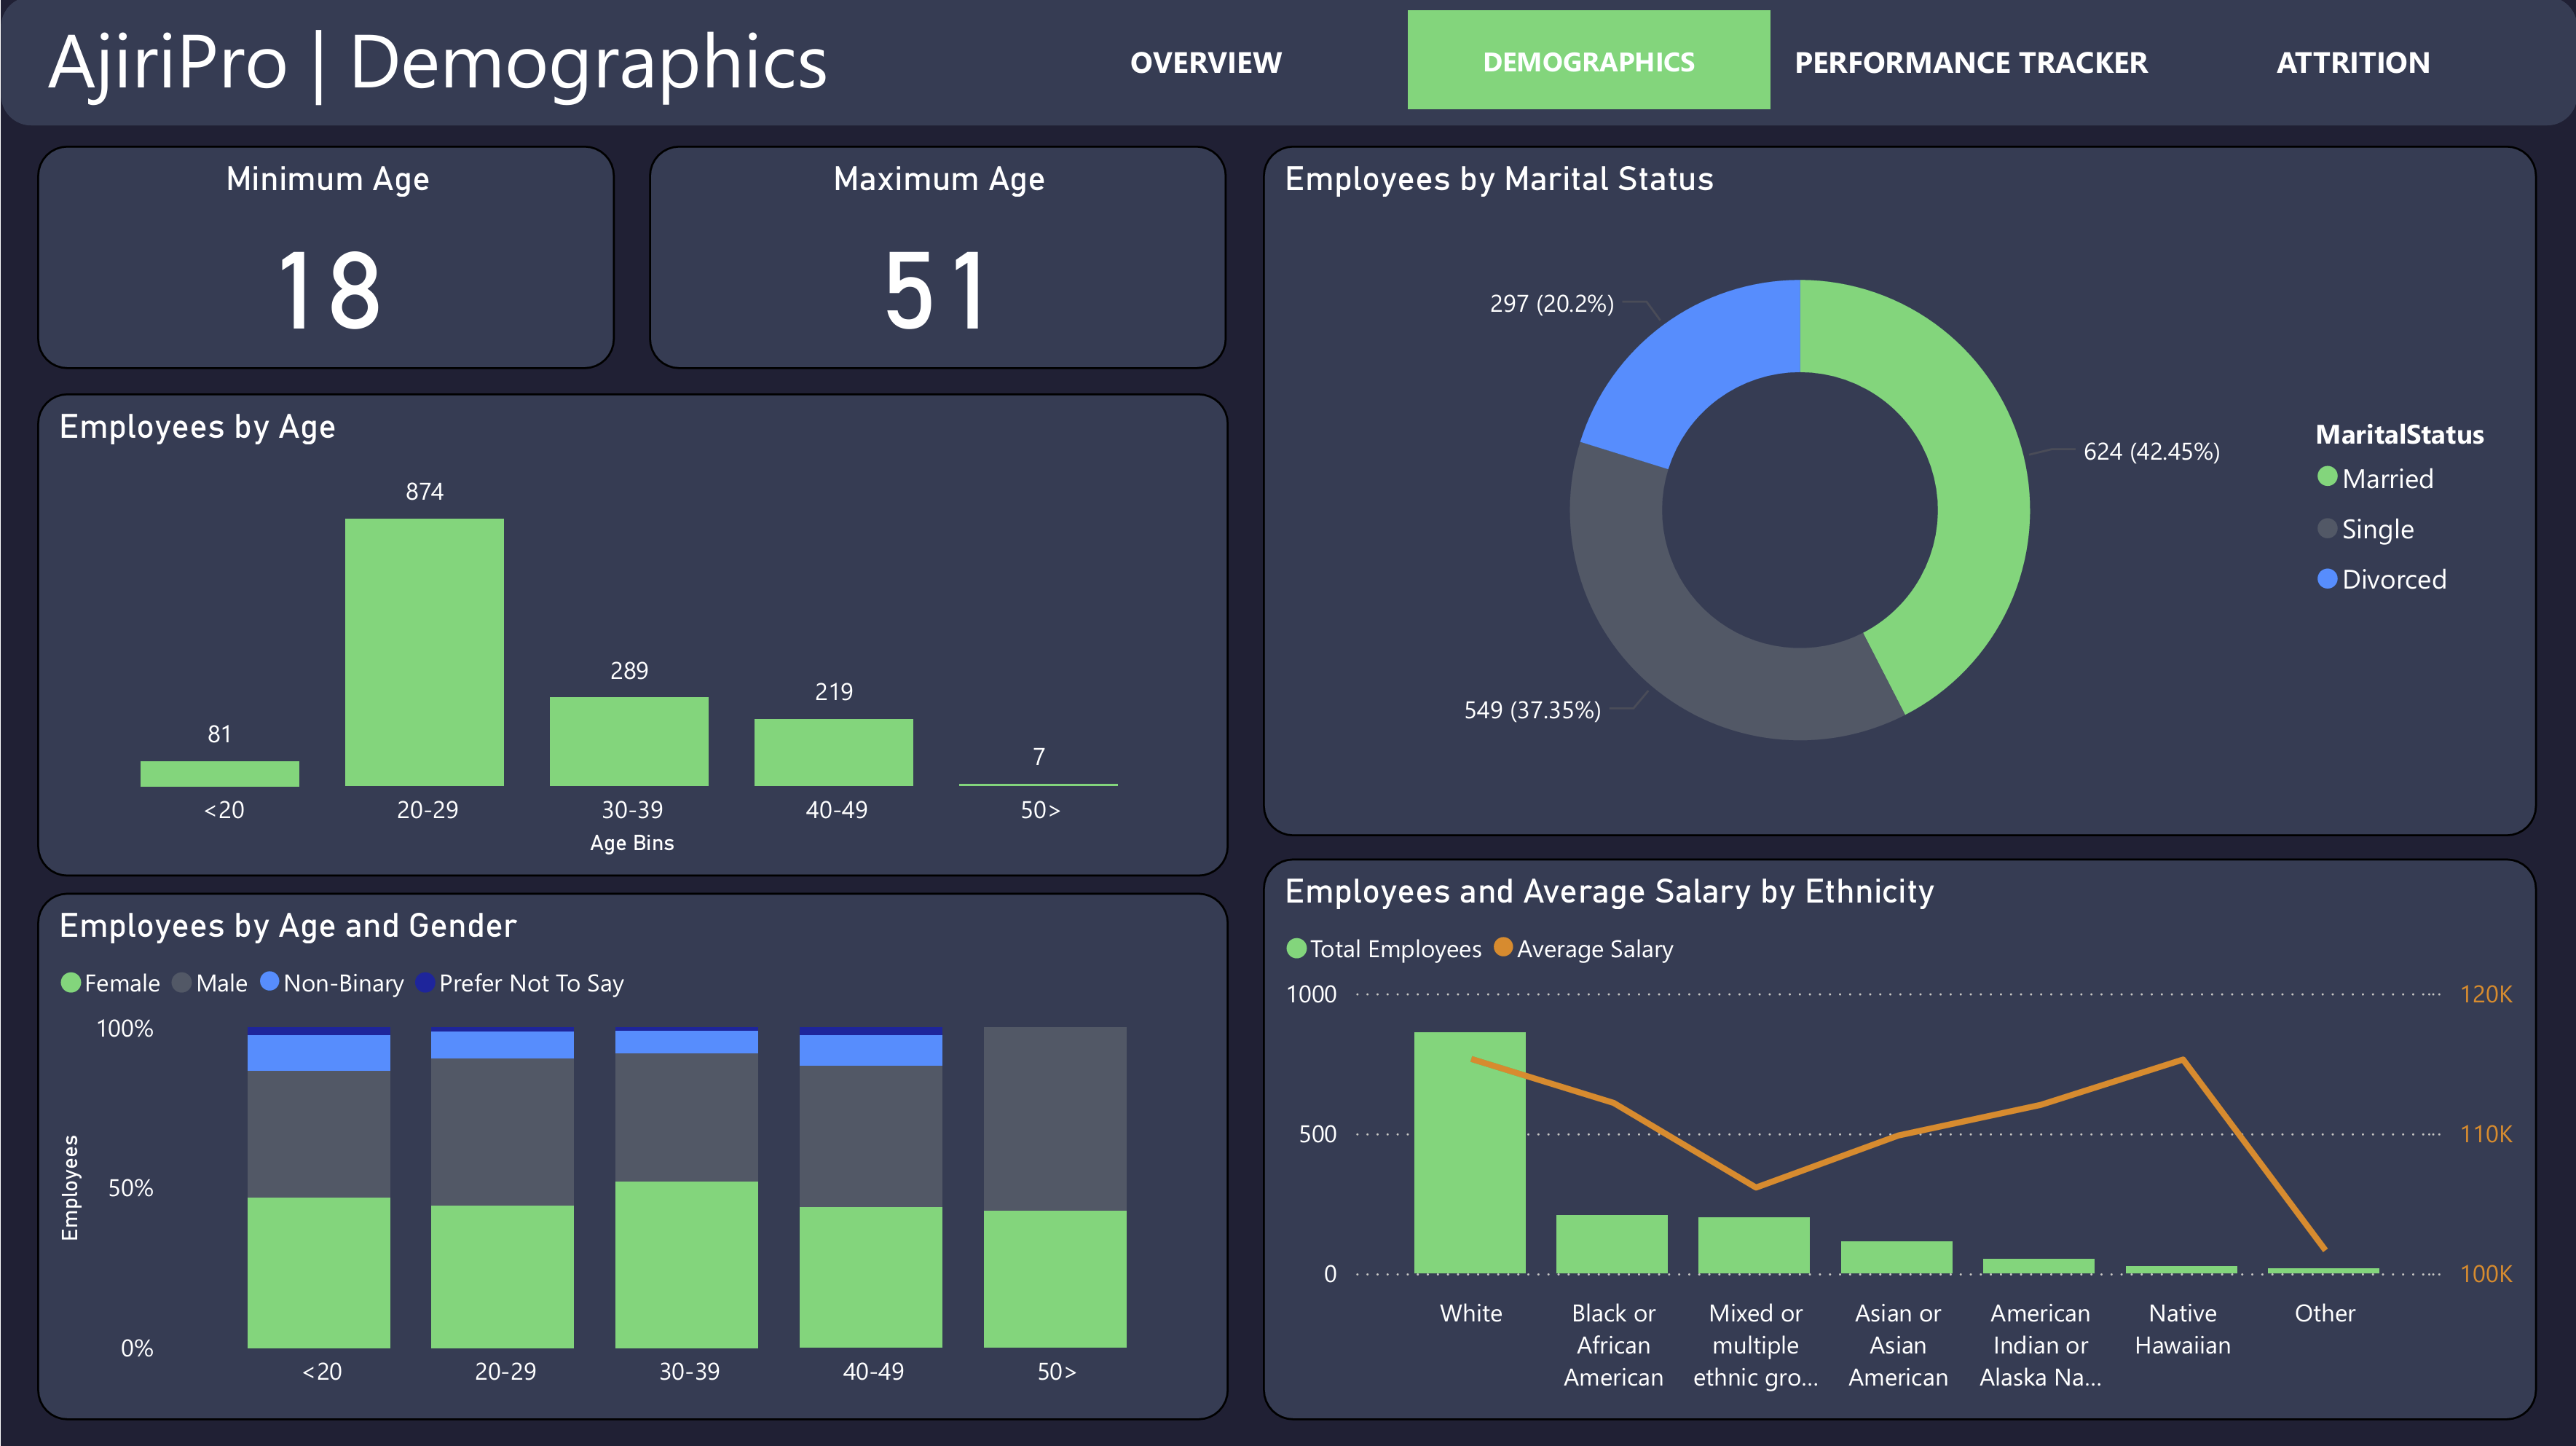 AjiriPro | Demographics
OVERVIEW
DEMOGRAPHICS
PERFORMANCE TRACKER
ATTRITION
Minimum Age
18
Maximum Age
51
Employees by Age
874
289
219
81
7
<20
20-29
30-39
40-49
50>
Age Bins
Employees by Age and Gender
Female
Male
Non-Binary
Prefer Not To Say
100%
50%
0%
Employees
<20
20-29
30-39
40-49
50>
Employees by Marital Status
297 (20.2%)
624 (42.45%)
549 (37.35%)
MaritalStatus
Married
Single
Divorced
Employees and Average Salary by Ethnicity
Total Employees
Average Salary
1000
500
0
120K
110K
100K
White
Black or
African
American
Mixed or
multiple
ethnic gro...
Asian or
Asian
American
American
Indian or
Alaska Na...
Native
Hawaiian
Other